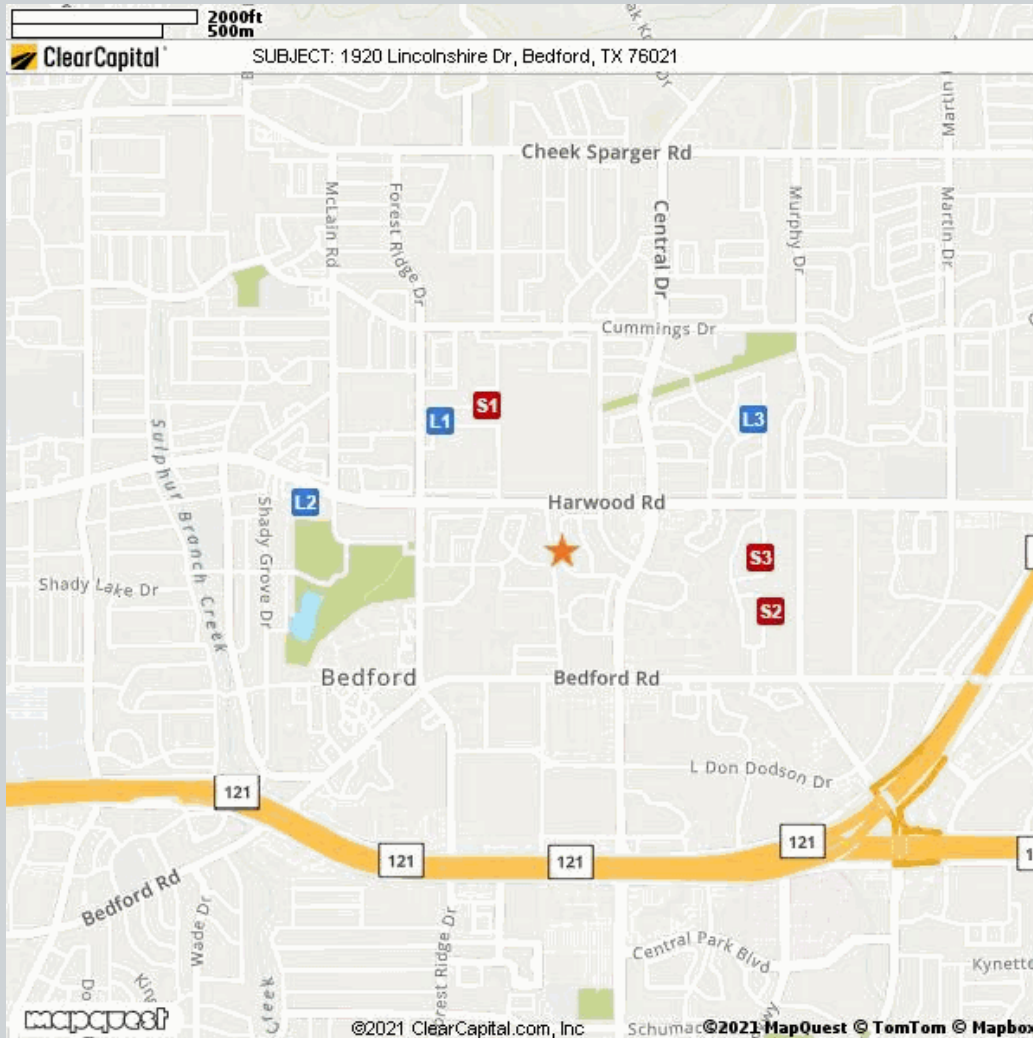 2000ft
500m
ClearCapital
SUBJECT: 1920 Lincolnshire Dr, Bedford, TX 76021
Cheek Sparger Rd
McLain Rd
Forest Ridge Dr
Central Dr
Murphy Dr
Martin Dr
Martin
Dr
Cummings Dr
S1
L1
L3
Sulphur Branch Creek
L2
Harwood Rd
Shady Grove Dr
S3
Shady Lake Dr
S2
Bedford
Bedford Rd
L Don Dodson Dr
121
121
121
121
Bedford Rd
Wade Dr
Creek
Central Park Blvd
mapquest
©2021 ClearCapital.com, Inc
©2021 MapQuest © TomTom © Mapbox